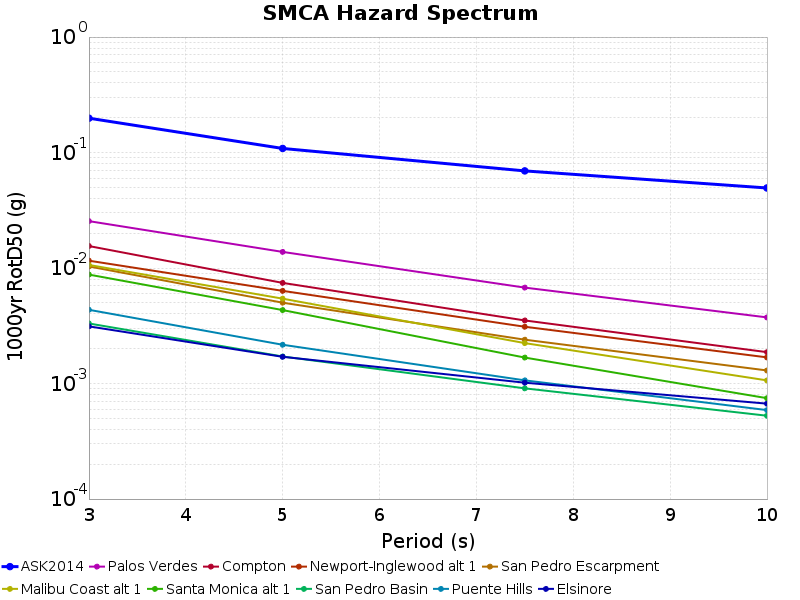 SMCA Hazard Spectrum
10^0
10^-1
10^-2
10^-3
10^-4
1000yr RotD50 (g)
3 4 5 6 7 8 9 10
Period (s)
ASK2014 Palos Verdes Compton Newport-Inglewood alt 1 San Pedro Escarpment
Malibu Coast alt 1 Santa Monica alt 1 San Pedro Basin Puente Hills Elsinore